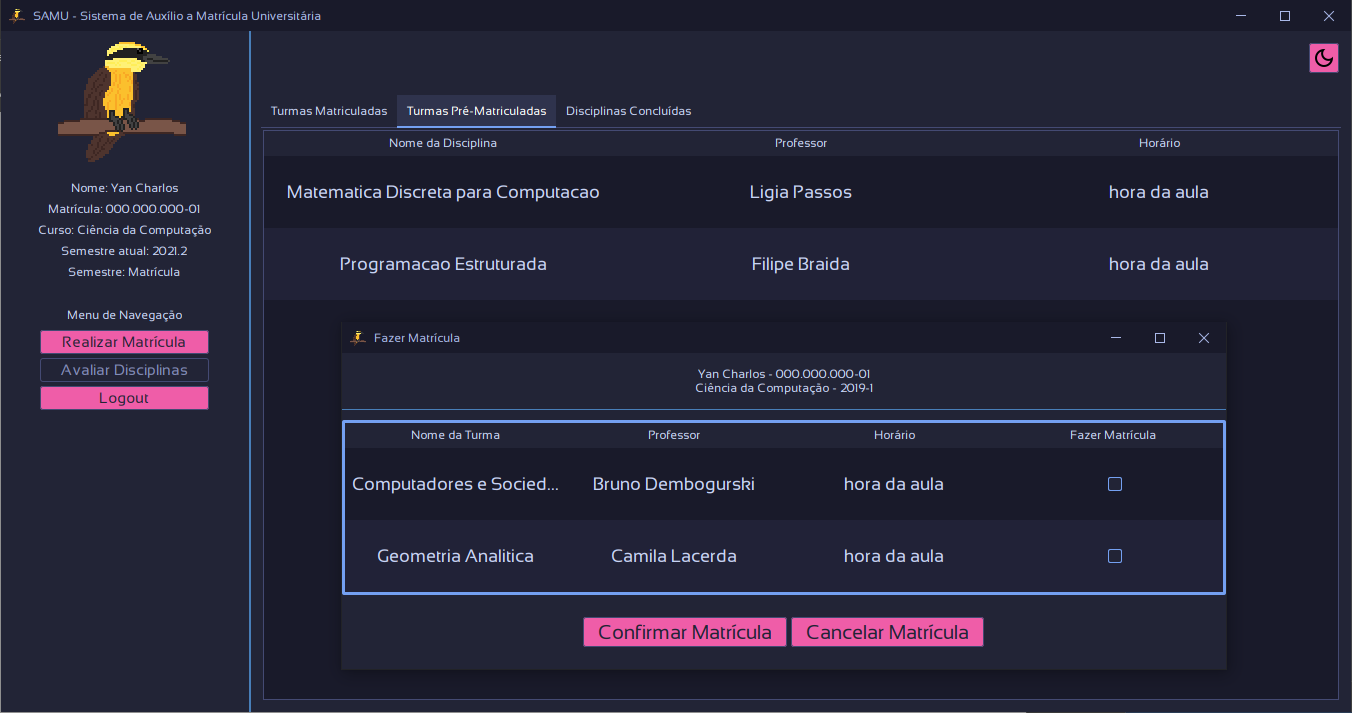 SAMU - Sistema de Auxílio a Matrícula Universitária
Nome: Yan Charlos
Matrícula: 000.000.000-01
Curso: Ciência da Computação
Semestre atual: 2021.2
Semestre: Matrícula
Menu de Navegação
Realizar Matrícula
Avaliar Disciplinas
Logout
Turmas Matriculadas Turmas Pré-Matriculadas Disciplinas Concluídas
Nome da Disciplina Professor Horário
Matematica Discreta para Computacao Ligia Passos hora da aula
Programacao Estruturada Filipe Braida hora da aula
Fazer Matrícula
Yan Charlos - 000.000.000-01
Ciência da Computação - 2019-1
Nome da Turma Professor Horário Fazer Matrícula
Computadores e Socied... Bruno Dembogurski hora da aula
Geometria Analitica Camila Lacerda hora da aula
Confirmar Matrícula Cancelar Matrícula